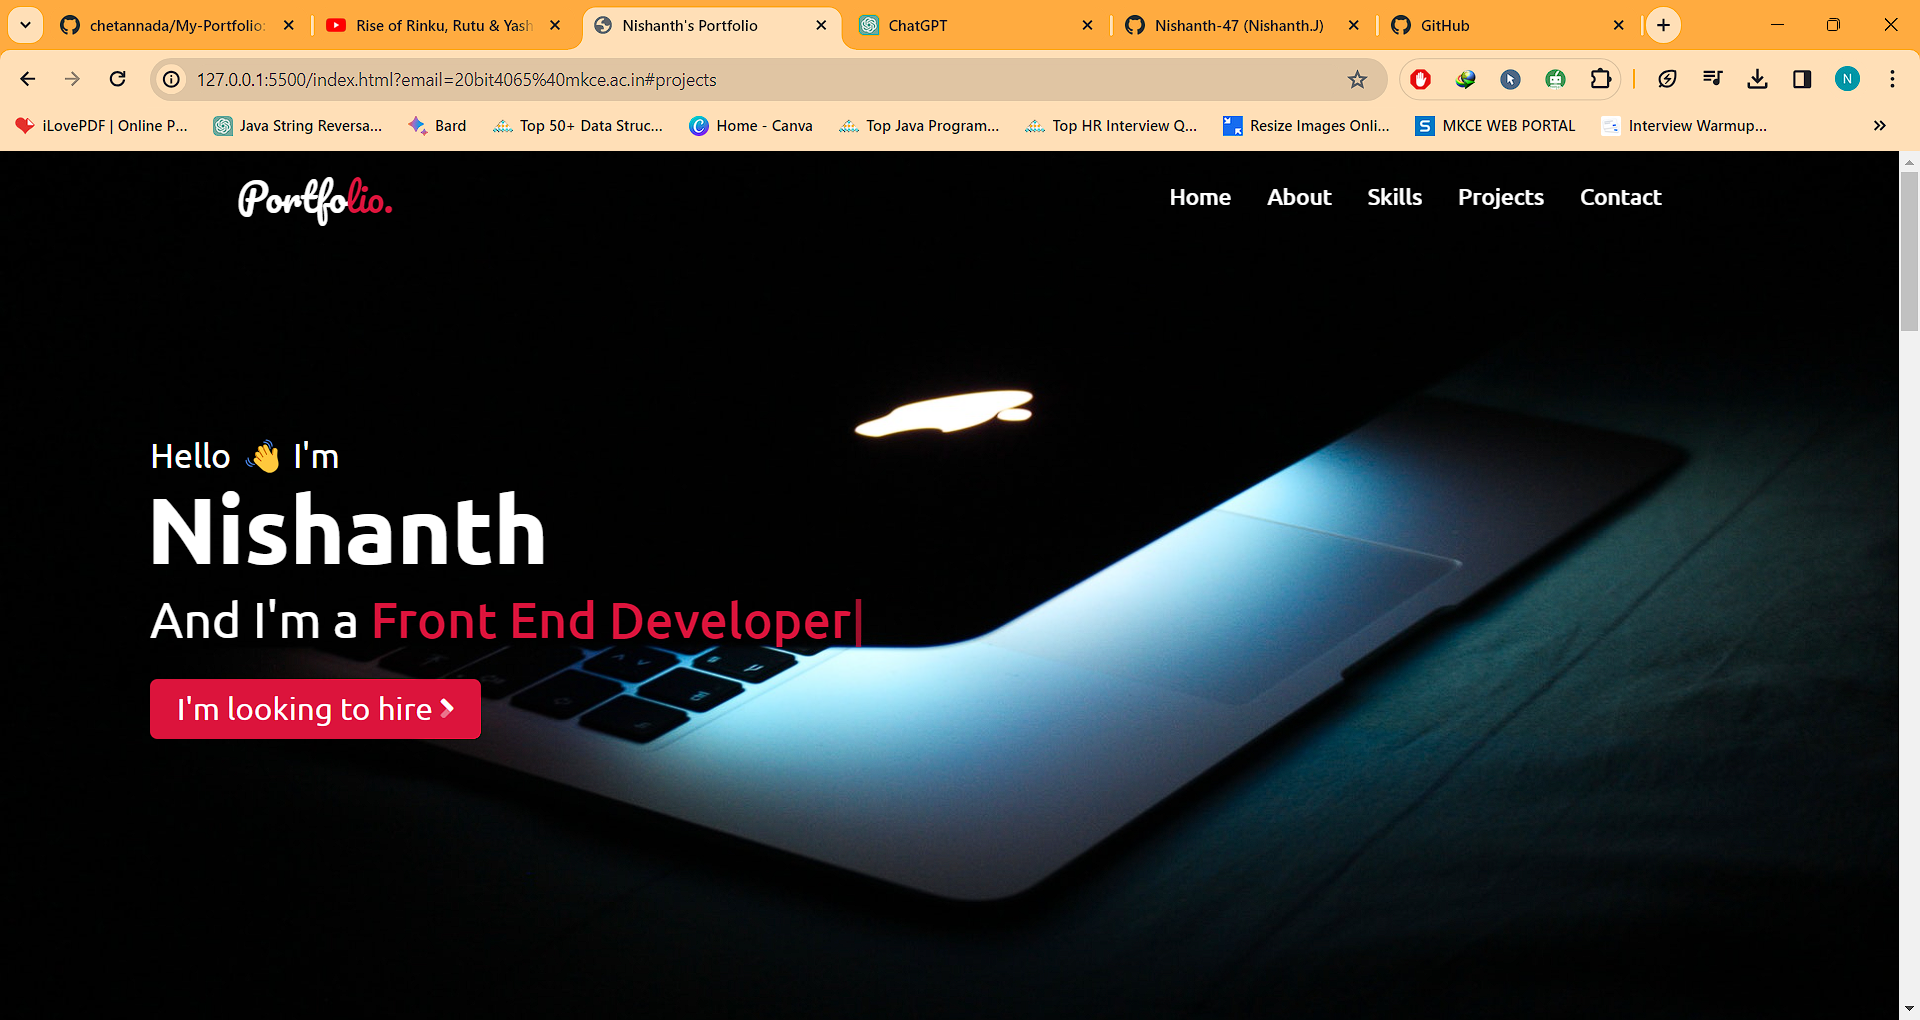 chetannada/My-Portfolio:
Rise of Rinku, Rutu & Yash
Nishanth's Portfolio
ChatGPT
Nishanth-47 (Nishanth.J)
GitHub
127.0.0.1:5500/index.html?email=20bit4065%40mkce.ac.in#projects
N
iLovePDF | Online P...
Java String Reversa...
Bard
Top 50+ Data Struc...
Home - Canva
Top Java Program...
Top HR Interview Q...
Resize Images Onli...
MKCE WEB PORTAL
Interview Warmup...
Portfolio.
Home
About
Skills
Projects
Contact
Hello 👋 I'm
Nishanth
And I'm a Front End Developer|
I'm looking to hire